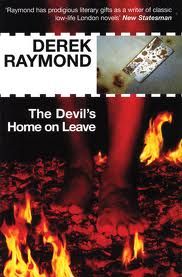 'Raymond has prodigious literary gifts as a writer of classic
low-life London novels' New Statesman
DEREK
RAYMOND
The Devil's
Home on Leave